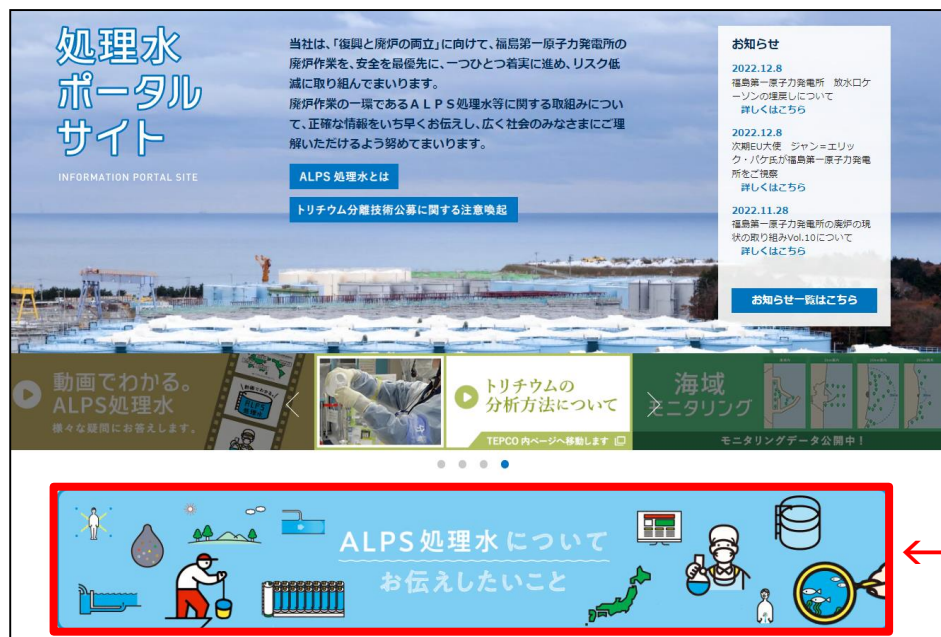 処理水
ポータル
サイト
INFORMATION PORTAL SITE
当社は、「復興と廃炉の両立」に向けて、福島第一原子力発電所の
廃炉作業を、安全を最優先に、一つひとつ着実に進め、リスク低
減に取り組んでまいります。
廃炉作業の一環であるＡＬＰＳ処理水等に関する取組みについ
て、正確な情報をいち早くお伝えし、広く社会のみなさまにご理
解いただけるよう努めてまいります。
ALPS 処理水とは
トリチウム分離技術公募に関する注意喚起
お知らせ
2022.12.8
福島第一原子力発電所 放水口ケ
ーソンの埋戻しについて
詳しくはこちら
2022.12.8
次期EU大使 ジャン＝エリッ
ク・パケ氏が福島第一原子力発電
所をご視察
詳しくはこちら
2022.11.28
福島第一原子力発電所の廃炉の現
状の取り組みVol.10について
詳しくはこちら
お知らせ一覧はこちら
動画でわかる。
ALPS処理水
様々な疑問にお答えします。
動画でわかる
ALPS
処理水
トリチウムの
分析方法について
TEPCO 内ページへ移動します
海域
モニタリング
モニタリングデータ公開中！
ALPS 処理水について
お伝えしたいこと